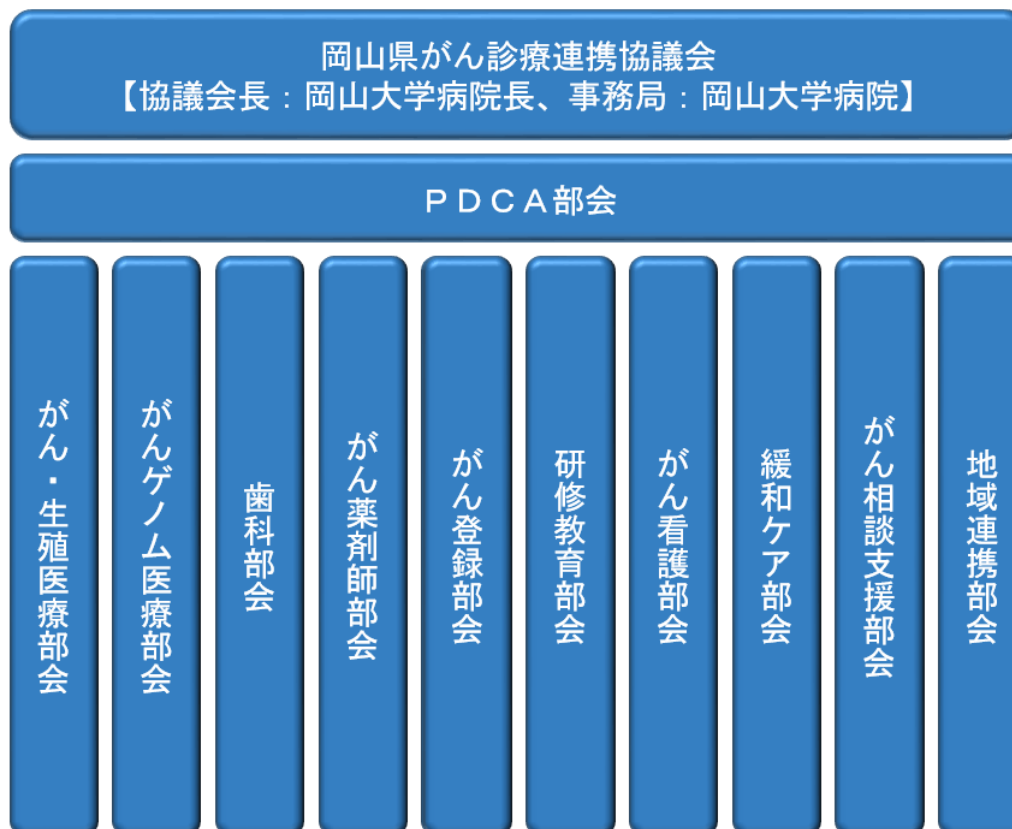 岡山県がん診療連携協議会
【協議会長：岡山大学病院長、事務局：岡山大学病院】
ＰＤＣＡ部会
がん・生殖医療部会
がんゲノム医療部会
歯科部会
がん薬剤師部会
がん登録部会
研修教育部会
がん看護部会
緩和ケア部会
がん相談支援部会
地域連携部会